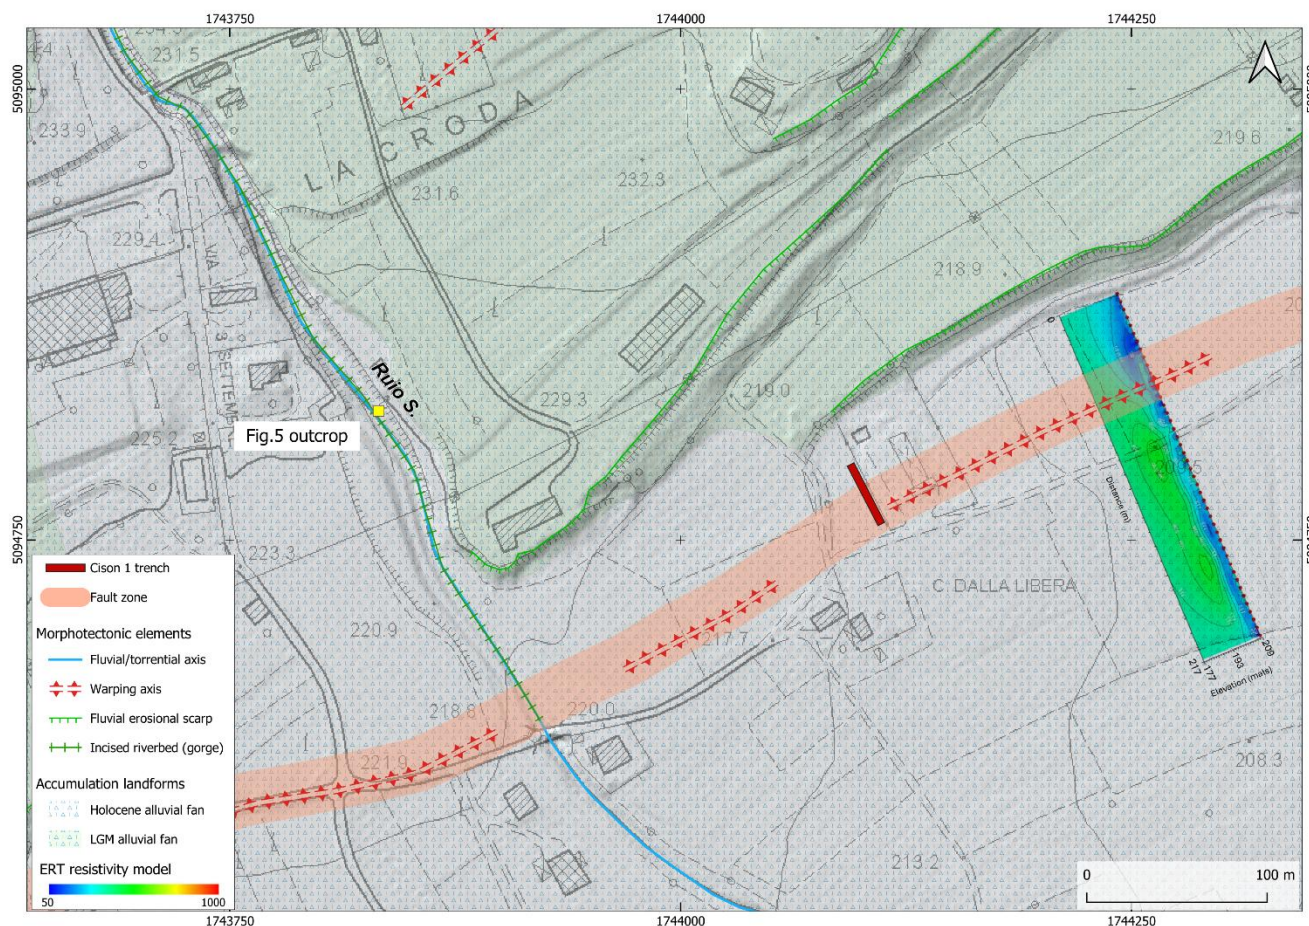 1743750
1744000
1744250
5095000
234.5
231.5
233.9
LA CRODA
231.6
232.3
219.6
229.4
218.9
VIA 3 SETTEM
Ruio S.
219.0
229.3
225.2
Fig.5 outcrop
0
Distance (m)
5094750
223.3
C. DALLA LIBERA
220.9
217.7
209
193
177
217
Elevation (mals)
218.8
220.0
221.9
208.3
213.2
Cison 1 trench
Fault zone
Morphotectonic elements
Fluvial/torrential axis
Warping axis
Fluvial erosional scarp
Incised riverbed (gorge)
Accumulation landforms
Holocene alluvial fan
LGM alluvial fan
ERT resistivity model
50
1000
0
100 m
1743750
1744000
1744250